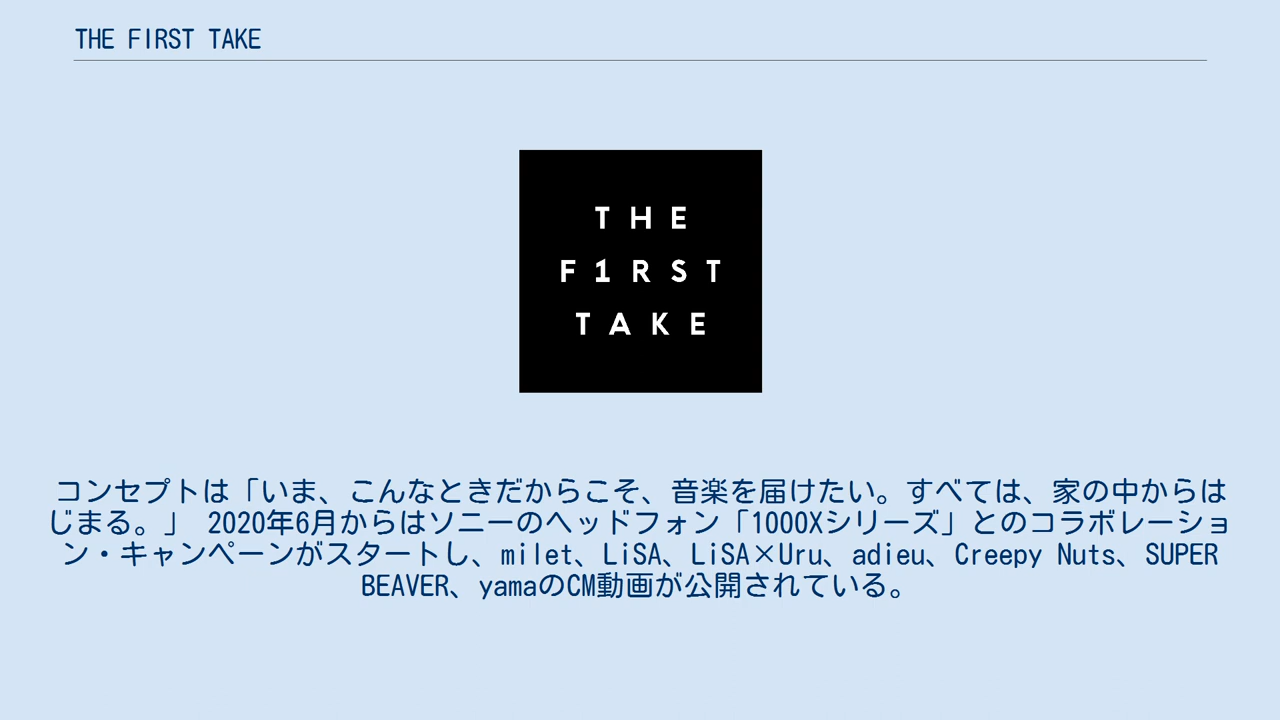 THE FIRST TAKE
THE
F1RST
TAKE
コンセプトは「いま、こんなときだからこそ、音楽を届けたい。すべては、家の中からは
じまる。」 2020年6月からはソニーのヘッドフォン「1000Xシリーズ」とのコラボレーショ
ン・キャンペーンがスタートし、milet、LiSA、LiSA×Uru、adieu、Creepy Nuts、SUPER
BEAVER、yamaのCM動画が公開されている。